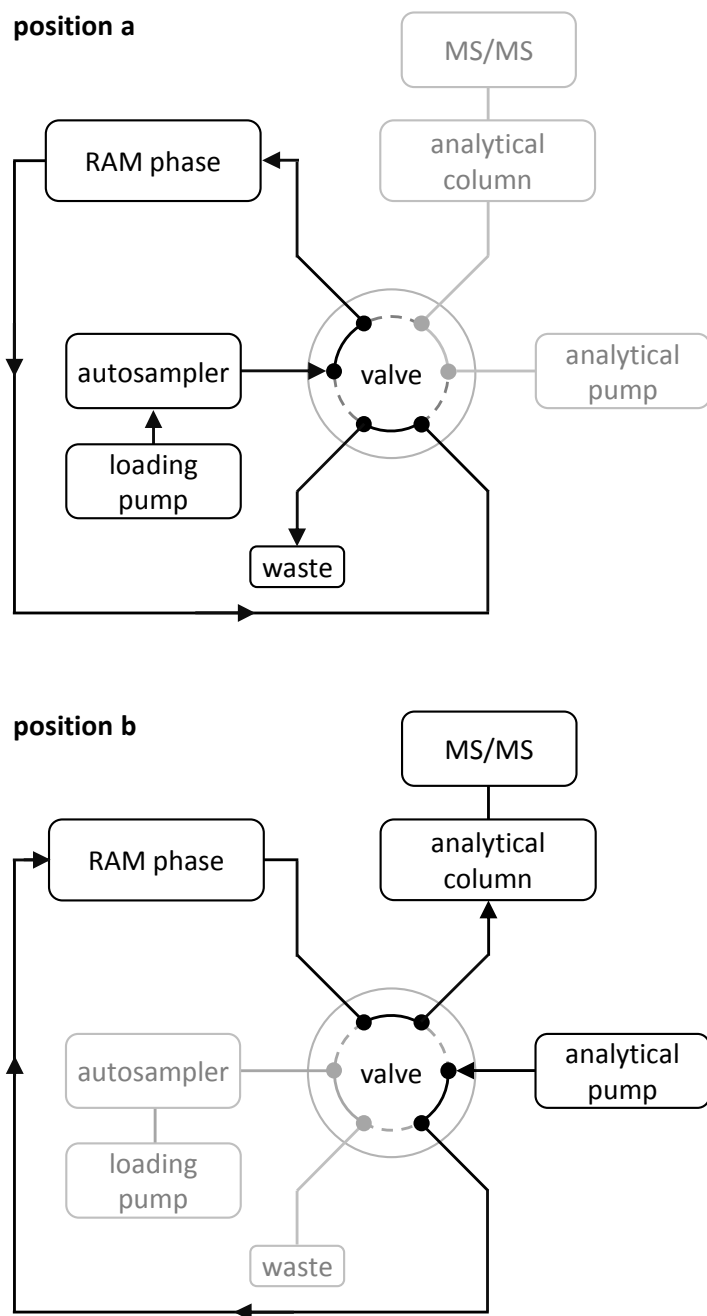 position a
MS/MS
RAM phase
analytical
column
autosampler
valve
analytical
pump
loading
pump
waste
position b
MS/MS
RAM phase
analytical
column
autosampler
valve
analytical
pump
loading
pump
waste